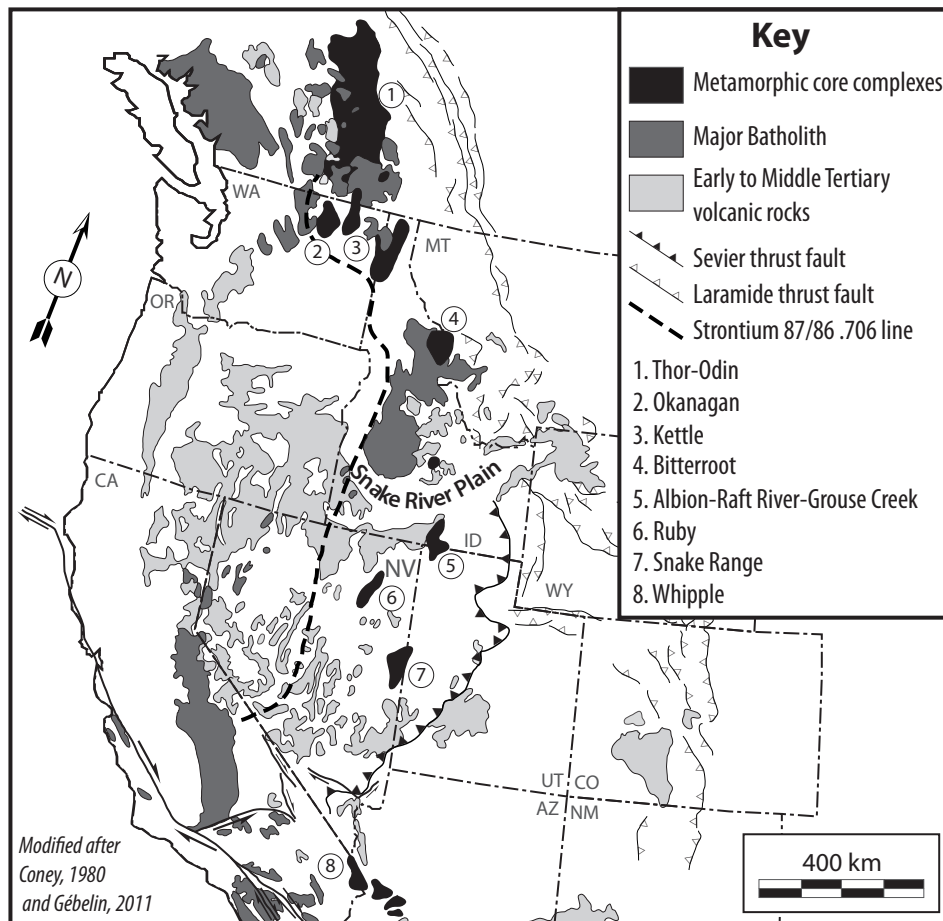 Key
Metamorphic core complexes
Major Batholith
Early to Middle Tertiary
volcanic rocks
Sevier thrust fault
Laramide thrust fault
Strontium 87/86 .706 line
1. Thor-Odin
2. Okanagan
3. Kettle
4. Bitterroot
5. Albion-Raft River-Grouse Creek
6. Ruby
7. Snake Range
8. Whipple
1
WA
2
3
MT
N
OR
4
Snake River Plain
CA
ID
5
NV
6
WY
7
UT
CO
AZ
NM
8
Modified after
Coney, 1980
and Gébelin, 2011
400 km